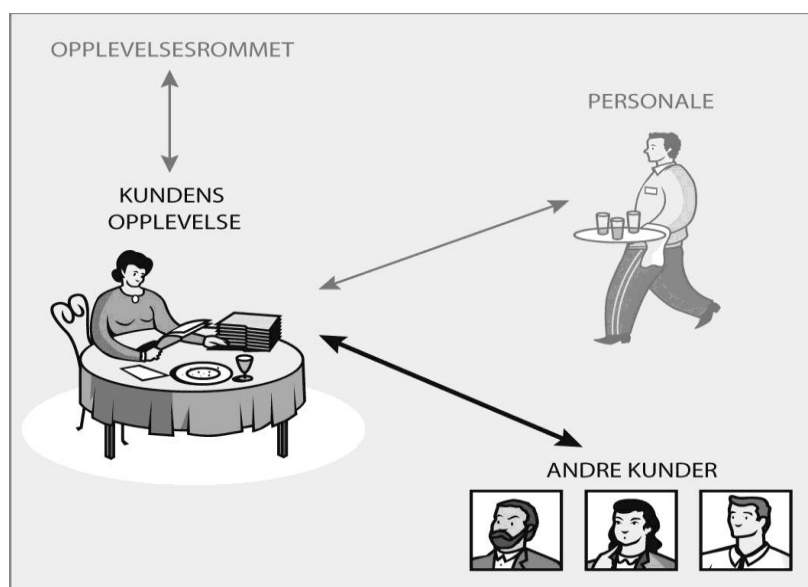 OPPLEVELSESROMMET
PERSONALE
KUNDENS
OPPLEVELSE
ANDRE KUNDER